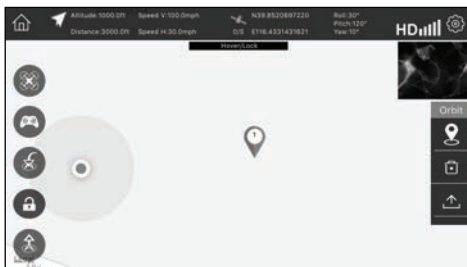 Altitude:1000.0ft Speed V:100.0mph N39.8520697220 Roll:30°
Pitch:120°
Distance:3000.0ft Speed H:30.0mph 0/S E116.4331431621 Yaw:10°
HD
Hover/Lock
Orbit
1